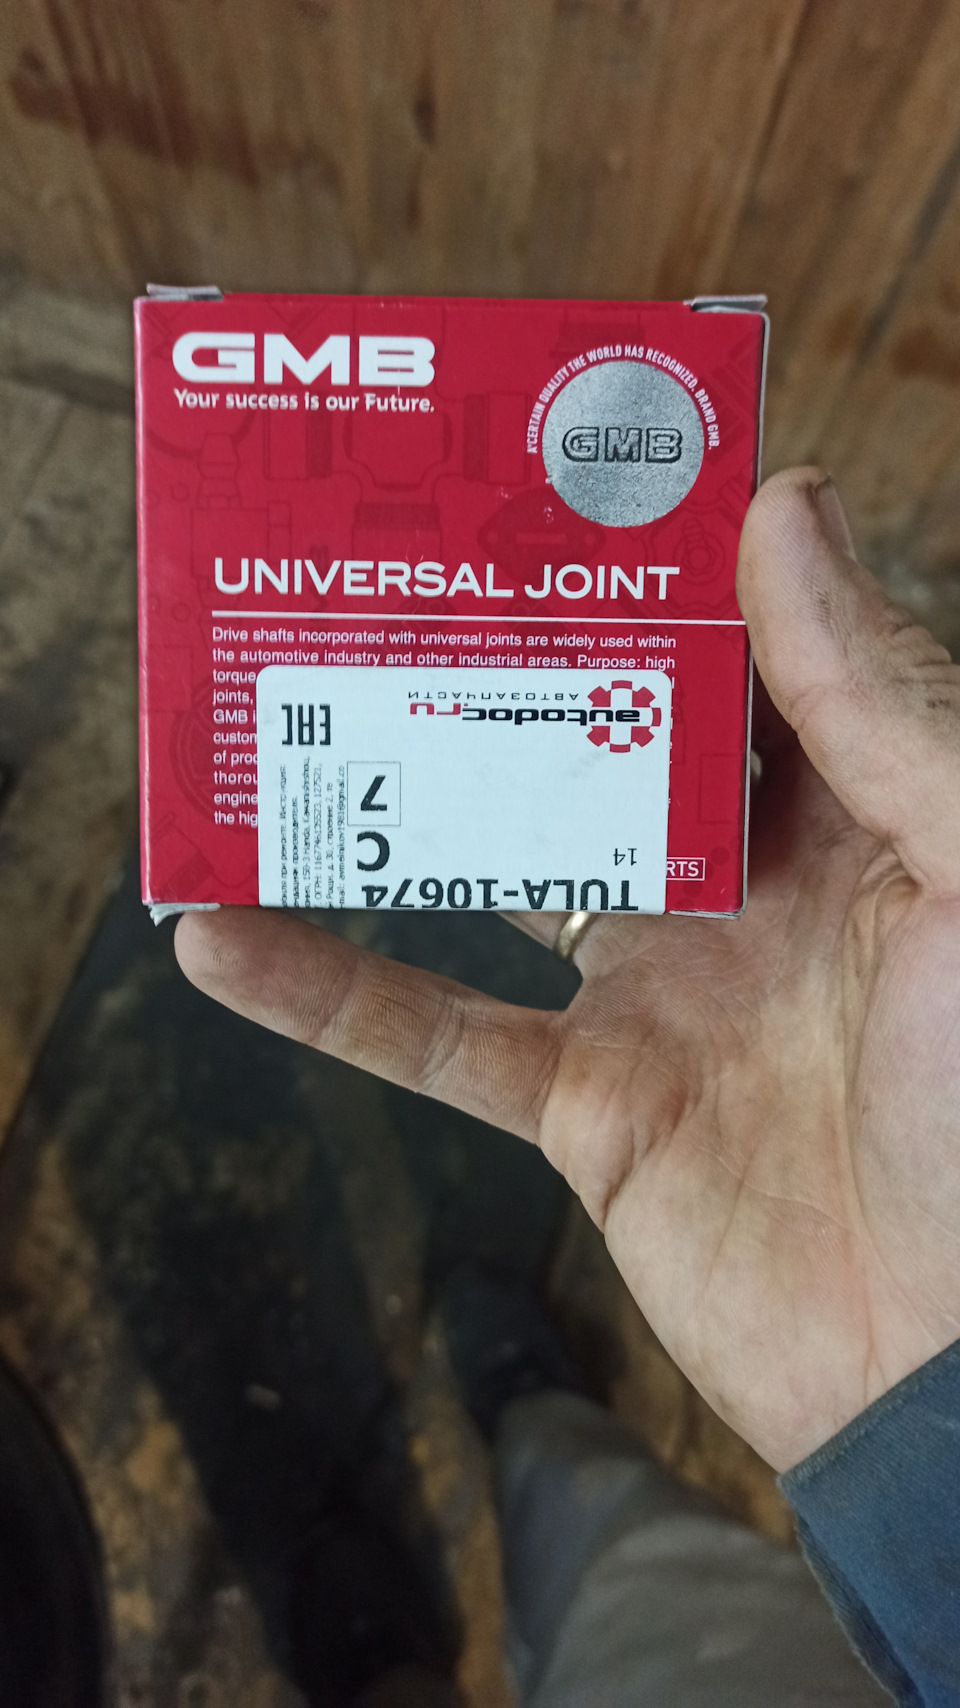 GMB
Your success is our Future.
A CERTAIN QUALITY THE WORLD HAS RECOGNIZED. BRAND GMB.
GMB
UNIVERSAL JOINT
Drive shafts incorporated with universal joints are widely used within
the automotive industry and other industrial areas. Purpose: high
torque
joints,
GMB i
custom
of proc
thorou
engine
the hig
RTS
autodoc.ru
АВТОЗАПЧАСТИ
EAC
7
C
14
TULA-10674